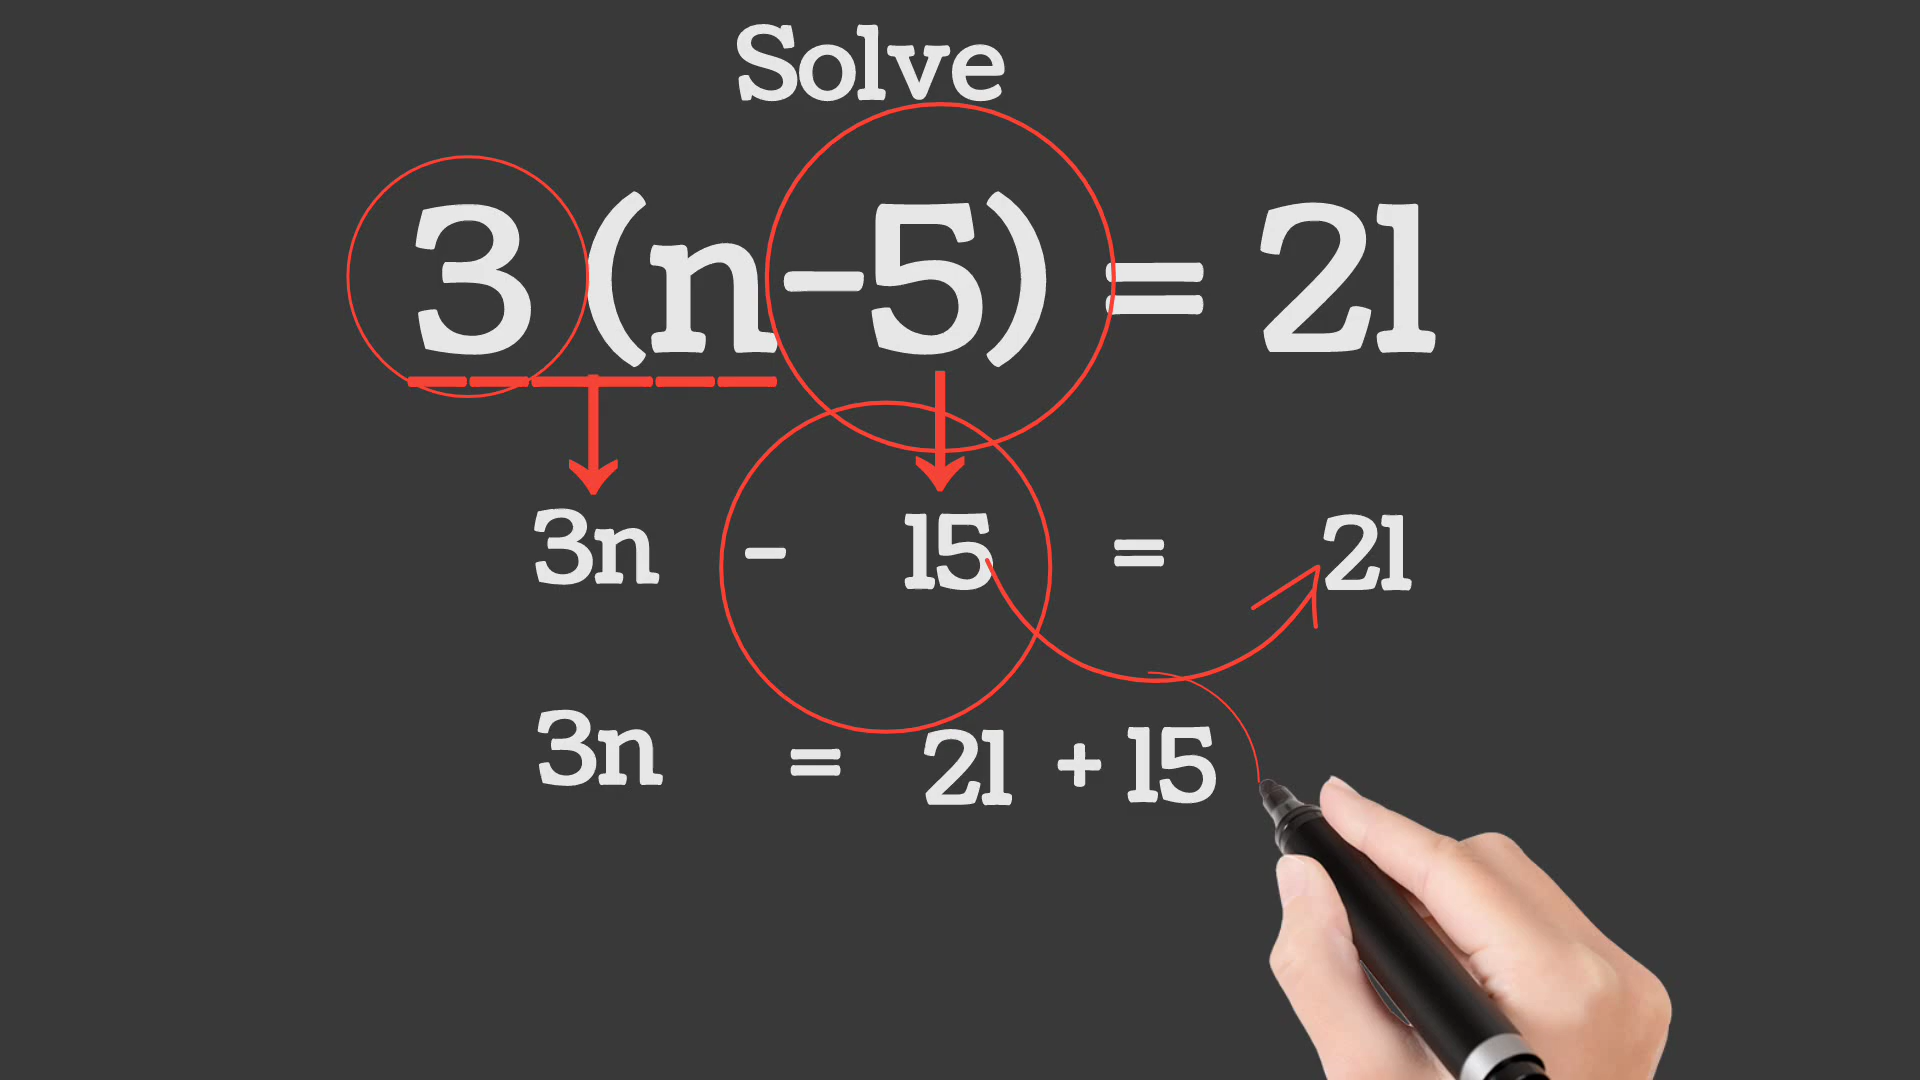 Solve
3(n-5) = 21
3n - 15 = 21
3n = 21 + 15